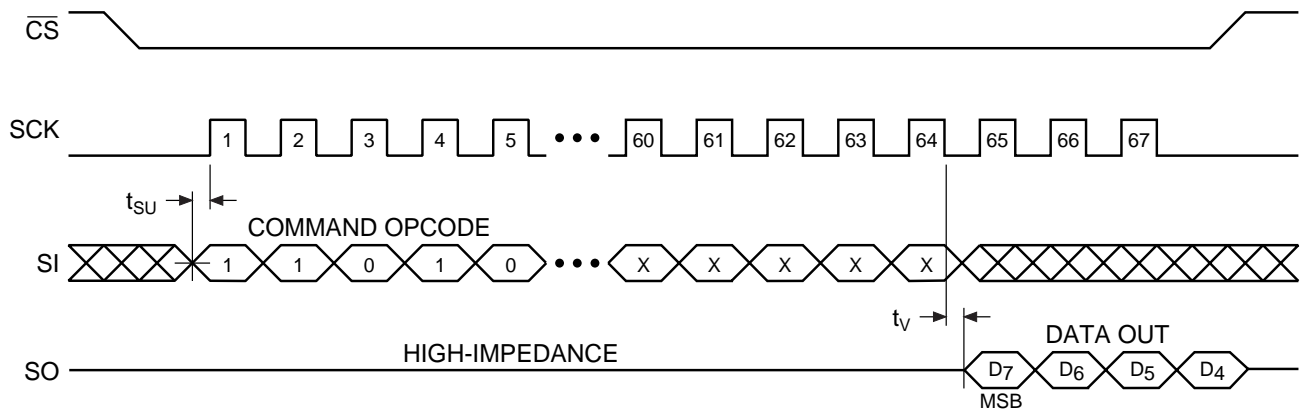 CS
SCK
1 2 3 4 5 ••• 60 61 62 63 64 65 66 67
tSU
COMMAND OPCODE
SI
1 1 0 1 0 ••• X X X X X
tV
DATA OUT
HIGH-IMPEDANCE
SO
D7 D6 D5 D4
MSB